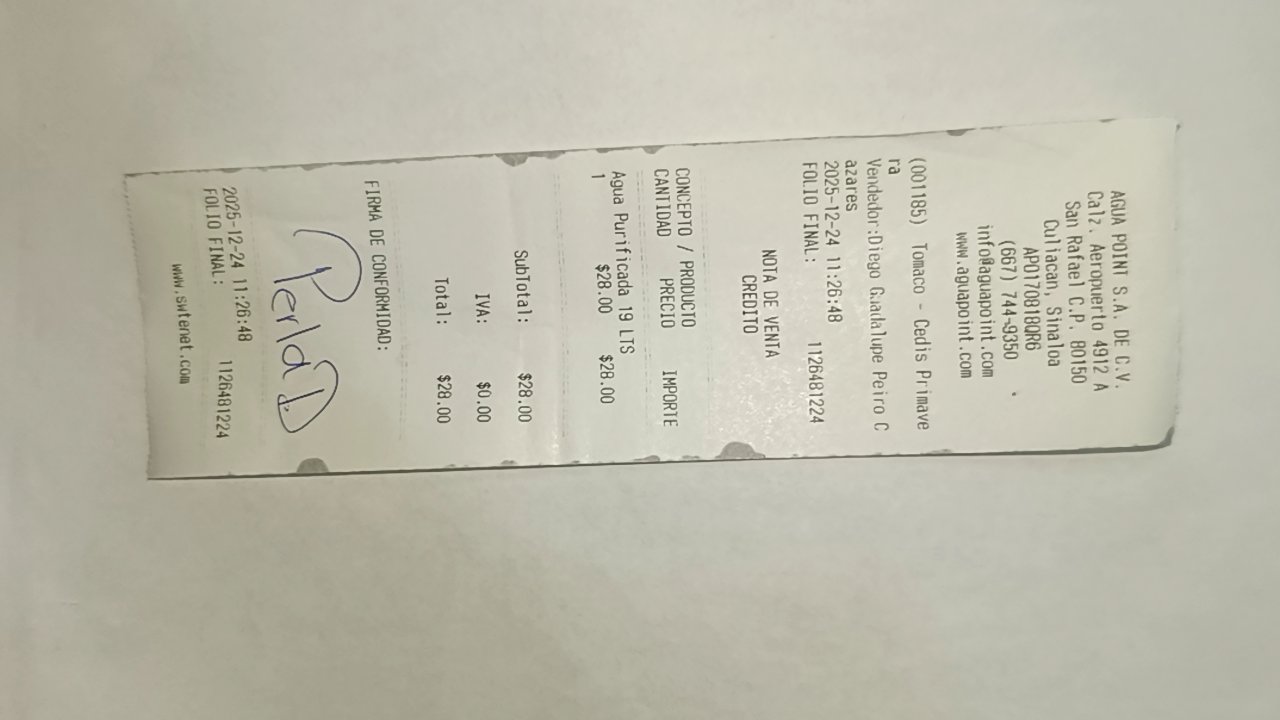 AGUA POINT S.A. DE C.V.
Calz. Aeropuerto 4912 A
San Rafael C.P. 80150
Culiacan, Sinaloa
APO170818QR6
(667) 744-9350
info@aguapoint.com
www.aguapoint.com
(001185) Tomaco - Cedis Primave
ra
Vendedor:Diego Guadalupe Peiro C
azares
2025-12-24 11:26:48
FOLIO FINAL: 1126481224
NOTA DE VENTA
CREDITO
CONCEPTO / PRODUCTO
CANTIDAD PRECIO IMPORTE
Agua Purificada 19 LTS
1 $28.00 $28.00
SubTotal: $28.00
IVA: $0.00
Total: $28.00
FIRMA DE CONFORMIDAD:
Perla D
2025-12-24 11:26:48
FOLIO FINAL: 1126481224
www.swtenet.com